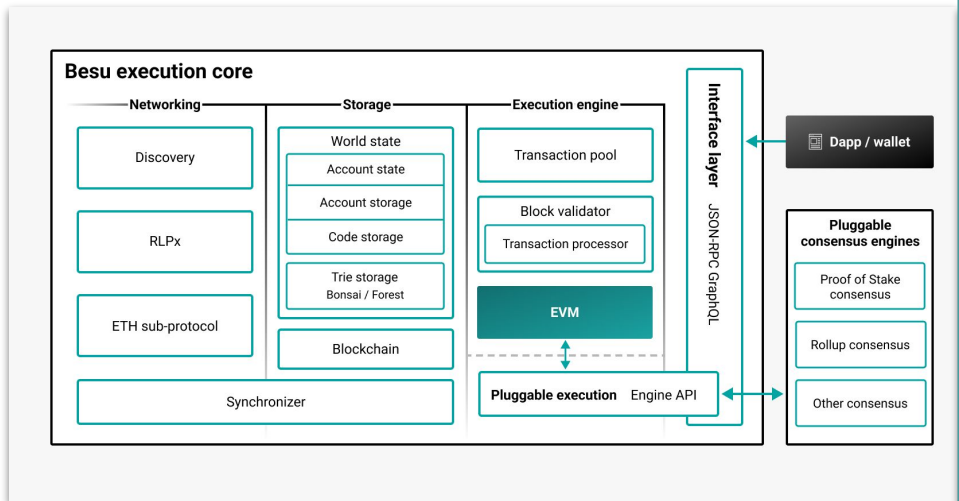 Besu execution core
Networking
Storage
Execution engine
Discovery
RLPx
ETH sub-protocol
World state
Account state
Account storage
Code storage
Trie storage
Bonsai / Forest
Blockchain
Synchronizer
Transaction pool
Block validator
Transaction processor
EVM
Pluggable execution Engine API
Interface layer JSON-RPC GraphQL
Dapp / wallet
Pluggable
consensus engines
Proof of Stake
consensus
Rollup consensus
Other consensus